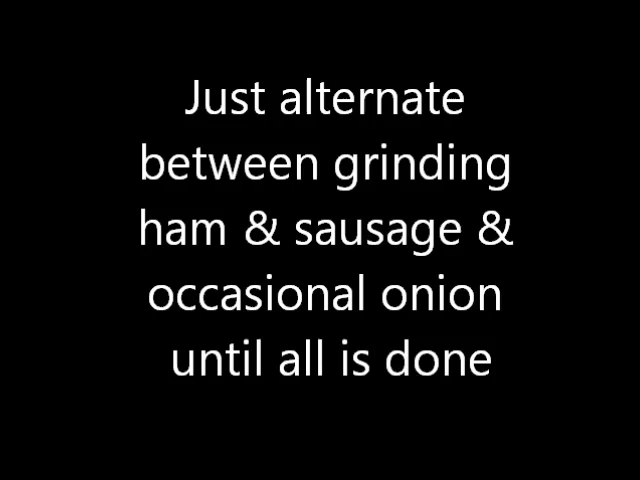 Just alternate
between grinding
ham & sausage &
occasional onion
until all is done